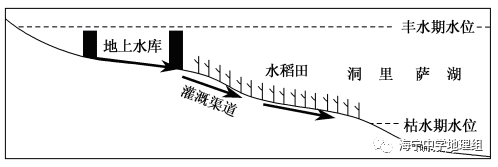 丰水期水位
地上水库
水稻田
洞里萨湖
灌溉渠道
枯水期水位
海宁中学地理组